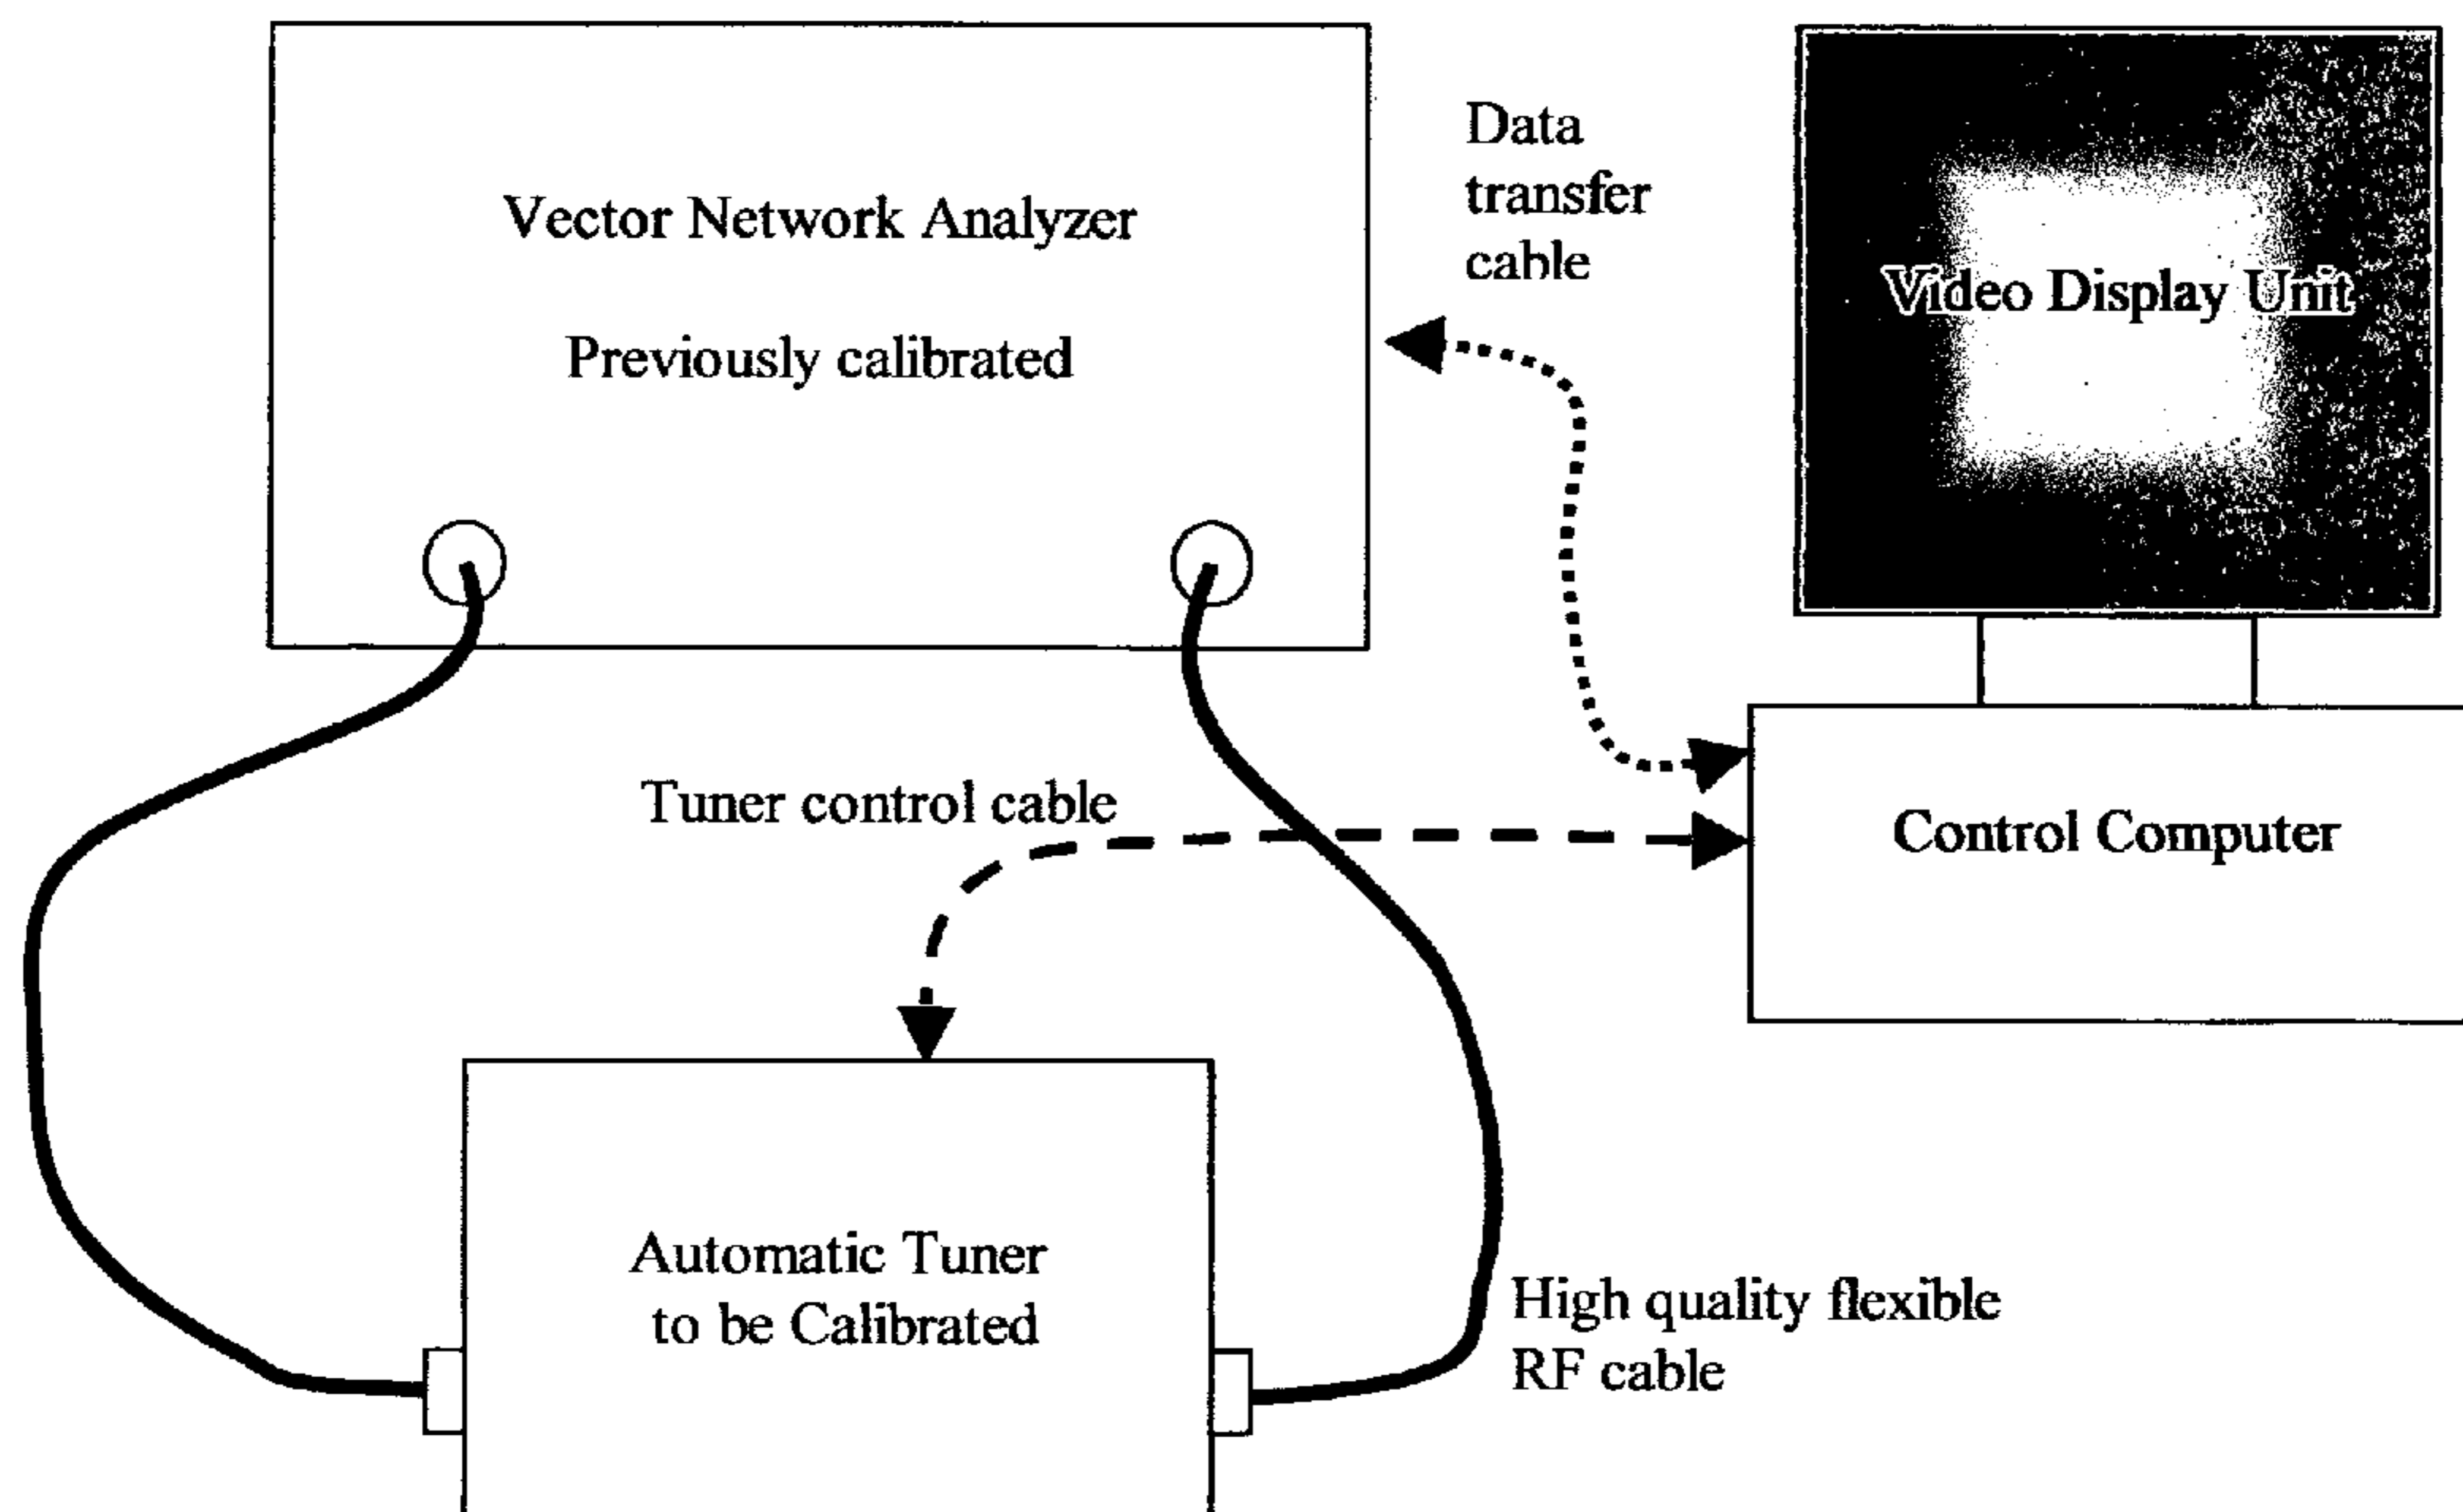 Vector Network Analyzer
Previously calibrated
Data
transfer
cable
Video Display Unit
Tuner control cable
Control Computer
Automatic Tuner
to be Calibrated
High quality flexible
RF cable